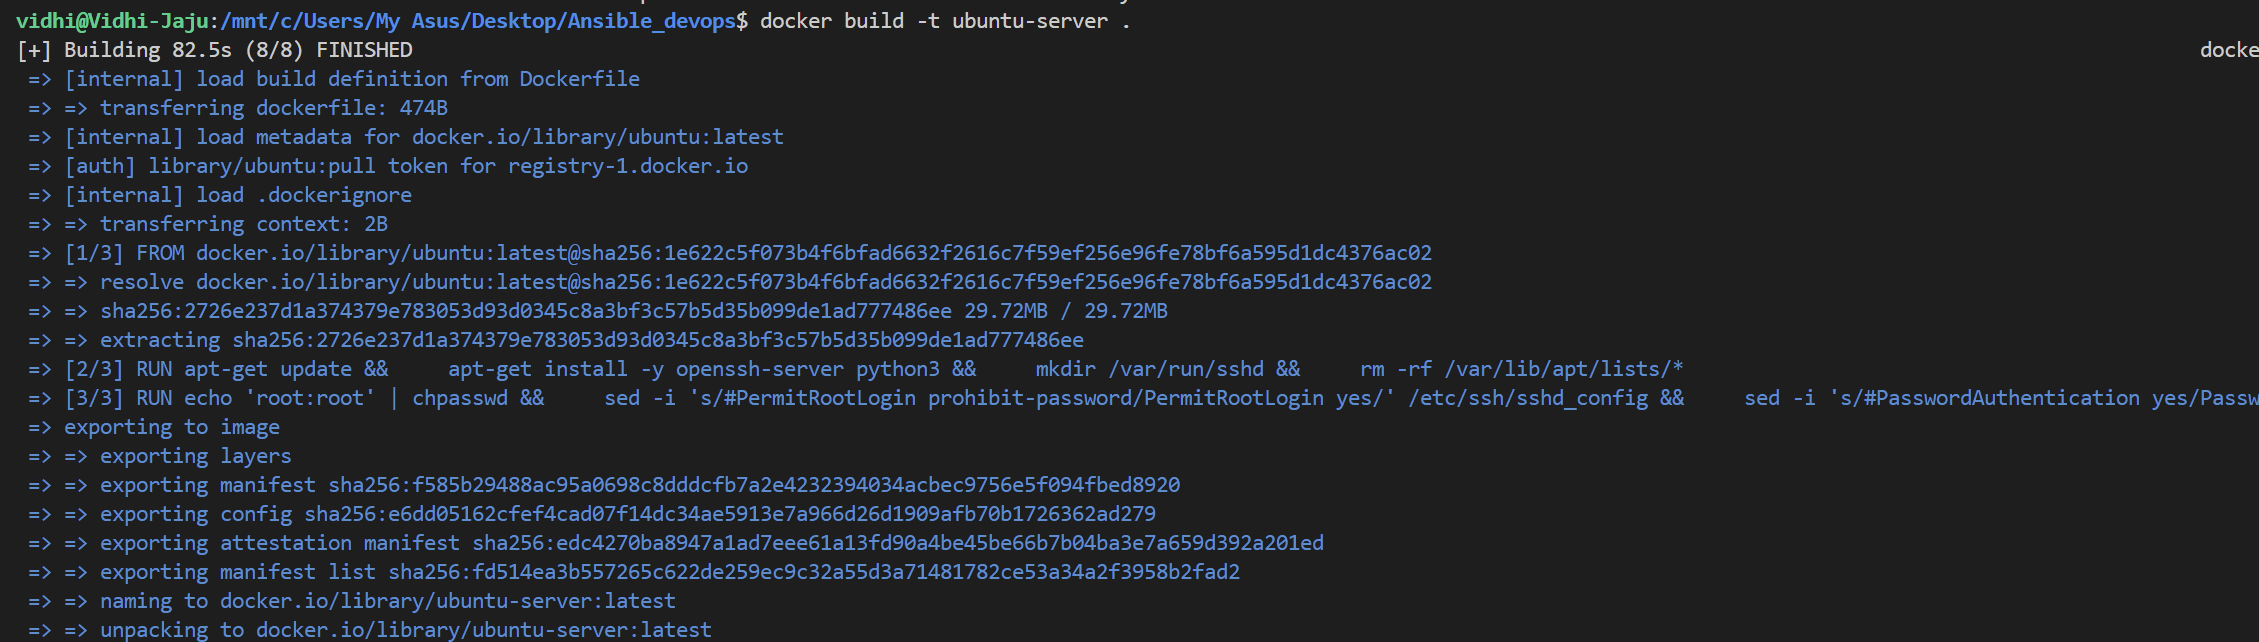 vidhi@Vidhi-Jaju:/mnt/c/Users/My Asus/Desktop/Ansible_devops$ docker build -t ubuntu-server .
[+] Building 82.5s (8/8) FINISHED docke
=> [internal] load build definition from Dockerfile
=> => transferring dockerfile: 474B
=> [internal] load metadata for docker.io/library/ubuntu:latest
=> [auth] library/ubuntu:pull token for registry-1.docker.io
=> [internal] load .dockerignore
=> => transferring context: 2B
=> [1/3] FROM docker.io/library/ubuntu:latest@sha256:1e622c5f073b4f6bfad6632f2616c7f59ef256e96fe78bf6a595d1dc4376ac02
=> => resolve docker.io/library/ubuntu:latest@sha256:1e622c5f073b4f6bfad6632f2616c7f59ef256e96fe78bf6a595d1dc4376ac02
=> => sha256:2726e237d1a374379e783053d93d0345c8a3bf3c57b5d35b099de1ad777486ee 29.72MB / 29.72MB
=> => extracting sha256:2726e237d1a374379e783053d93d0345c8a3bf3c57b5d35b099de1ad777486ee
=> [2/3] RUN apt-get update &&     apt-get install -y openssh-server python3 &&     mkdir /var/run/sshd &&     rm -rf /var/lib/apt/lists/*
=> [3/3] RUN echo 'root:root' | chpasswd &&     sed -i 's/#PermitRootLogin prohibit-password/PermitRootLogin yes/' /etc/ssh/sshd_config &&     sed -i 's/#PasswordAuthentication yes/Passw
=> exporting to image
=> => exporting layers
=> => exporting manifest sha256:f585b29488ac95a0698c8dddcfb7a2e4232394034acbec9756e5f094fbed8920
=> => exporting config sha256:e6dd05162cfef4cad07f14dc34ae5913e7a966d26d1909afb70b1726362ad279
=> => exporting attestation manifest sha256:edc4270ba8947a1ad7eee61a13fd90a4be45be66b7b04ba3e7a659d392a201ed
=> => exporting manifest list sha256:fd514ea3b557265c622de259ec9c32a55d3a71481782ce53a34a2f3958b2fad2
=> => naming to docker.io/library/ubuntu-server:latest
=> => unpacking to docker.io/library/ubuntu-server:latest